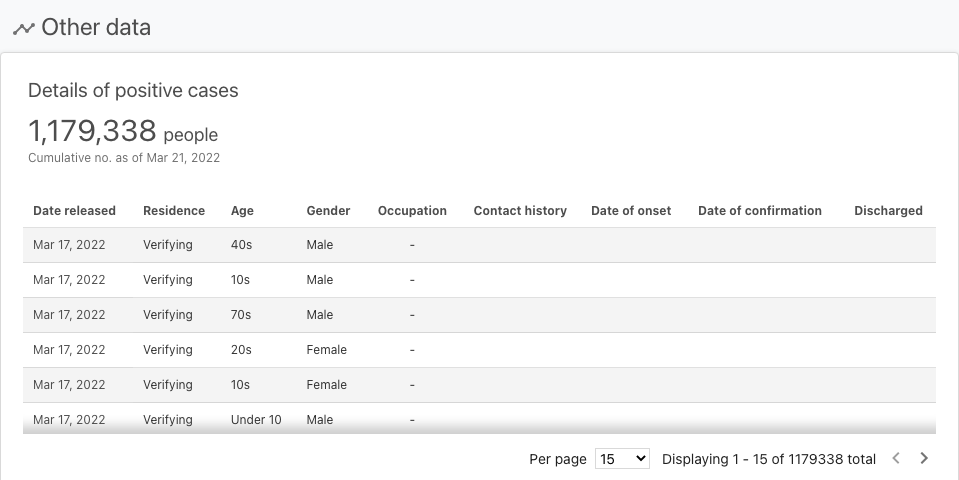 Other data
Details of positive cases
1,179,338 people
Cumulative no. as of Mar 21, 2022
Date released Residence Age Gender Occupation Contact history Date of onset Date of confirmation Discharged
Mar 17, 2022 Verifying 40s Male -
Mar 17, 2022 Verifying 10s Male -
Mar 17, 2022 Verifying 70s Male -
Mar 17, 2022 Verifying 20s Female -
Mar 17, 2022 Verifying 10s Female -
Mar 17, 2022 Verifying Under 10 Male -
Per page 15 Displaying 1 - 15 of 1179338 total